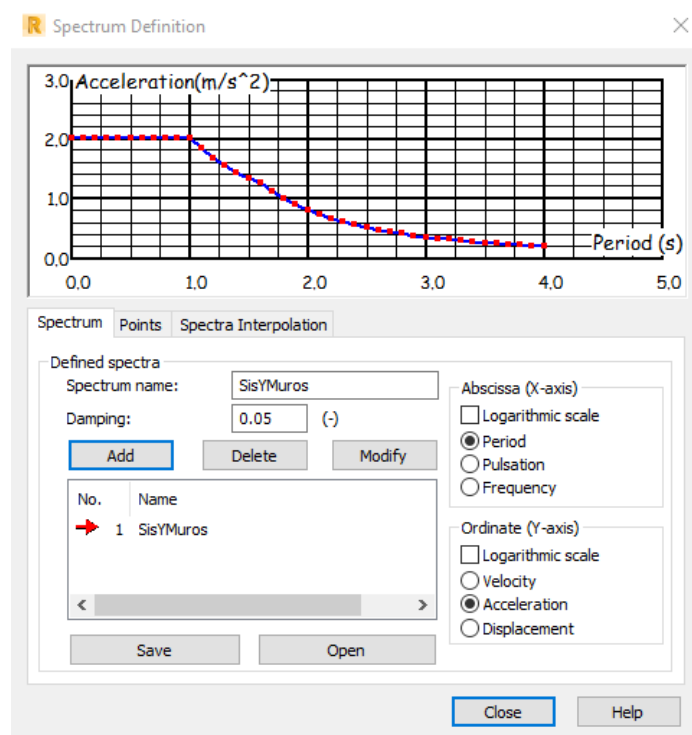 R Spectrum Definition
3.0 Acceleration(m/s^2)
2.0
1.0
0.0
Period (s)
0.0 1.0 2.0 3.0 4.0 5.0
Spectrum Points Spectra Interpolation
Defined spectra
Spectrum name: SisYMuros
Damping: 0.05 (-)
Add Delete Modify
No. Name
1 SisYMuros
Save Open
Abscissa (X-axis)
Logarithmic scale
Period
Pulsation
Frequency
Ordinate (Y-axis)
Logarithmic scale
Velocity
Acceleration
Displacement
Close Help